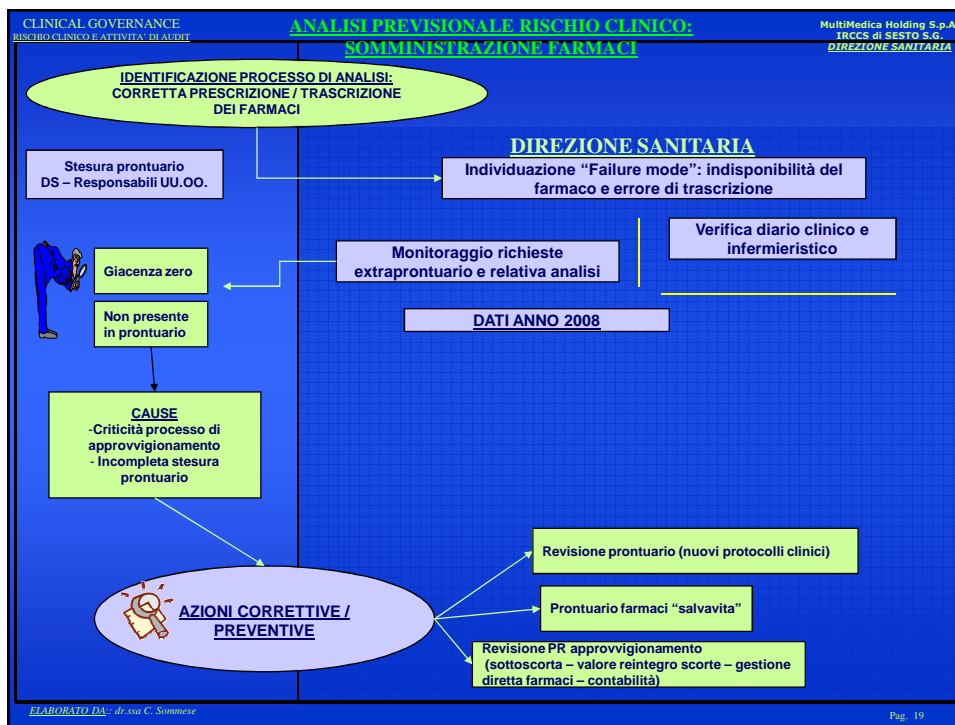 CLINICAL GOVERNANCE
RISCHIO CLINICO E ATTIVITA' DI AUDIT
ANALISI PREVISIONALE RISCHIO CLINICO:
SOMMINISTRAZIONE FARMACI
MultiMedica Holding S.p.A
IRCCS di SESTO S.G.
DIREZIONE SANITARIA
IDENTIFICAZIONE PROCESSO DI ANALISI:
CORRETTA PRESCRIZIONE / TRASCRIZIONE
DEI FARMACI
DIREZIONE SANITARIA
Stesura prontuario
DS – Responsabili UU.OO.
Individuazione “Failure mode”: indisponibilità del
farmaco e errore di trascrizione
Verifica diario clinico e
infermieristico
Monitoraggio richieste
extraprontuario e relativa analisi
Giacenza zero
Non presente
in prontuario
DATI ANNO 2008
CAUSE
-Criticità processo di
approvvigionamento
- Incompleta stesura
prontuario
Revisione prontuario (nuovi protocolli clinici)
AZIONI CORRETTIVE /
PREVENTIVE
Prontuario farmaci “salvavita”
Revisione PR approvvigionamento
(sottoscorta – valore reintegro scorte – gestione
diretta farmaci – contabilità)
ELABORATO DA:: dr.ssa C. Sommese
Pag. 19